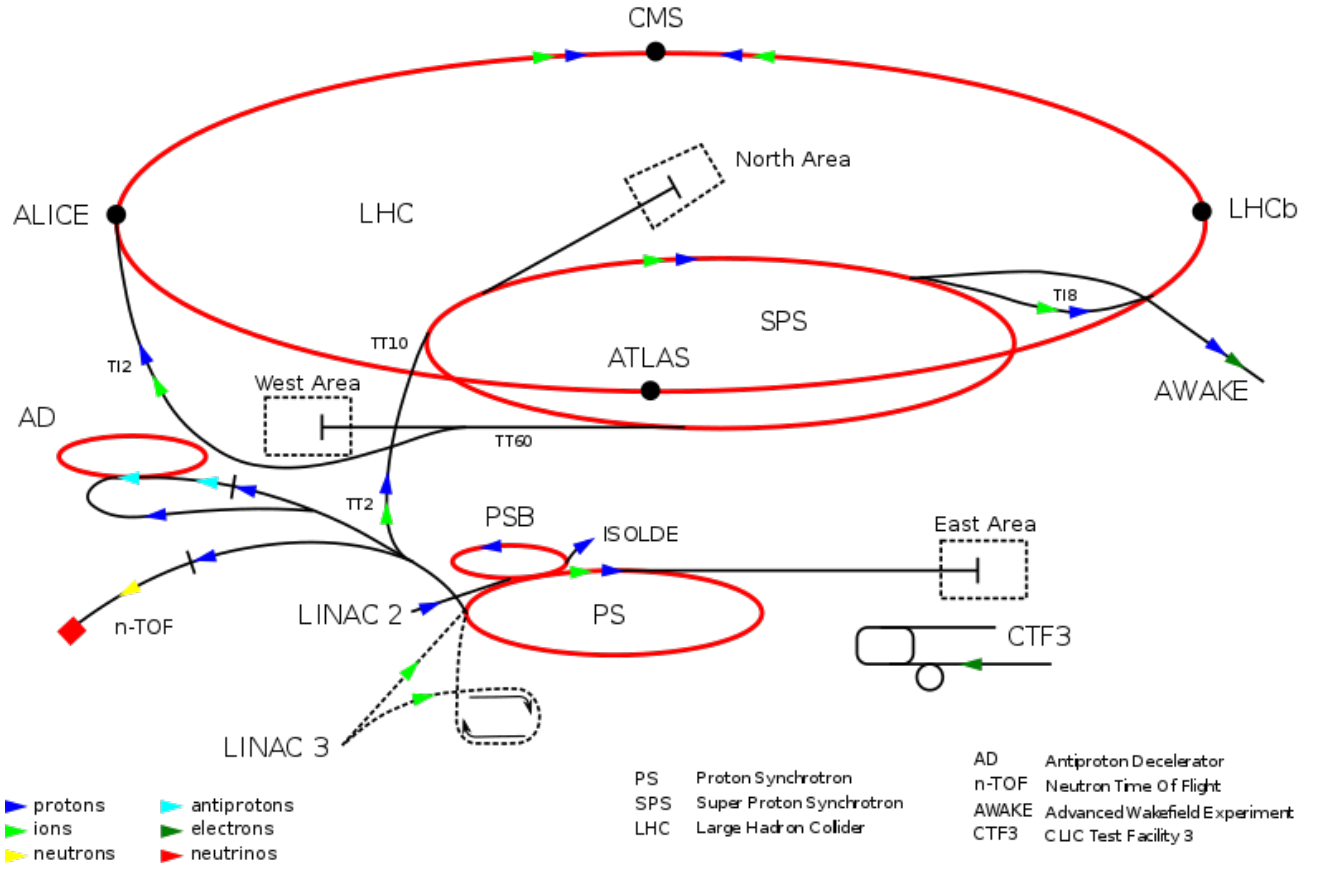 CMS
North Area
ALICE
LHC
LHCb
TI8
SPS
TT10
ATLAS
TI2
West Area
AWAKE
AD
TT60
TT2
PSB
ISOLDE
East Area
LINAC 2
PS
n-TOF
CTF3
LINAC 3
protons
ions
neutrons
antiprotons
electrons
neutrinos
PS Proton Synchrotron
SPS Super Proton Synchrotron
LHC Large Hadron Collider
AD Antiproton Decelerator
n-TOF Neutron Time Of Flight
AWAKE Advanced Wakefield Experiment
CTF3 CLIC Test Facility 3